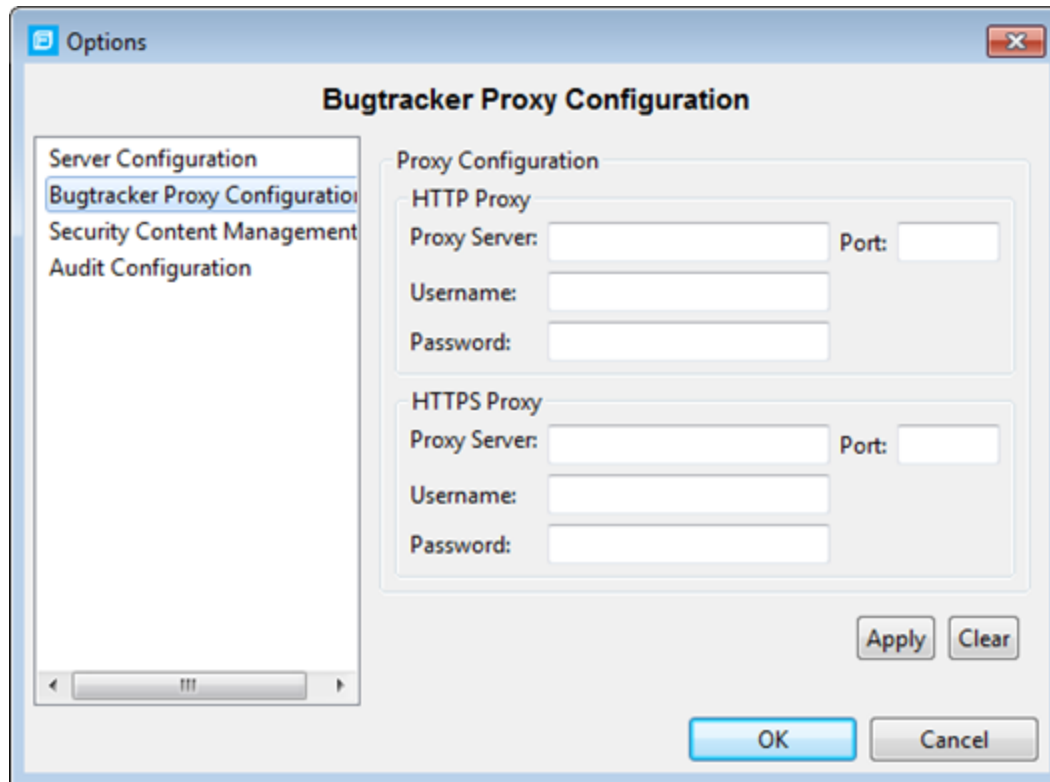 Options
Bugtracker Proxy Configuration
Server Configuration
Bugtracker Proxy Configuration
Security Content Management
Audit Configuration
Proxy Configuration
HTTP Proxy
Proxy Server: Port:
Username:
Password:
HTTPS Proxy
Proxy Server: Port:
Username:
Password:
Apply Clear
OK Cancel